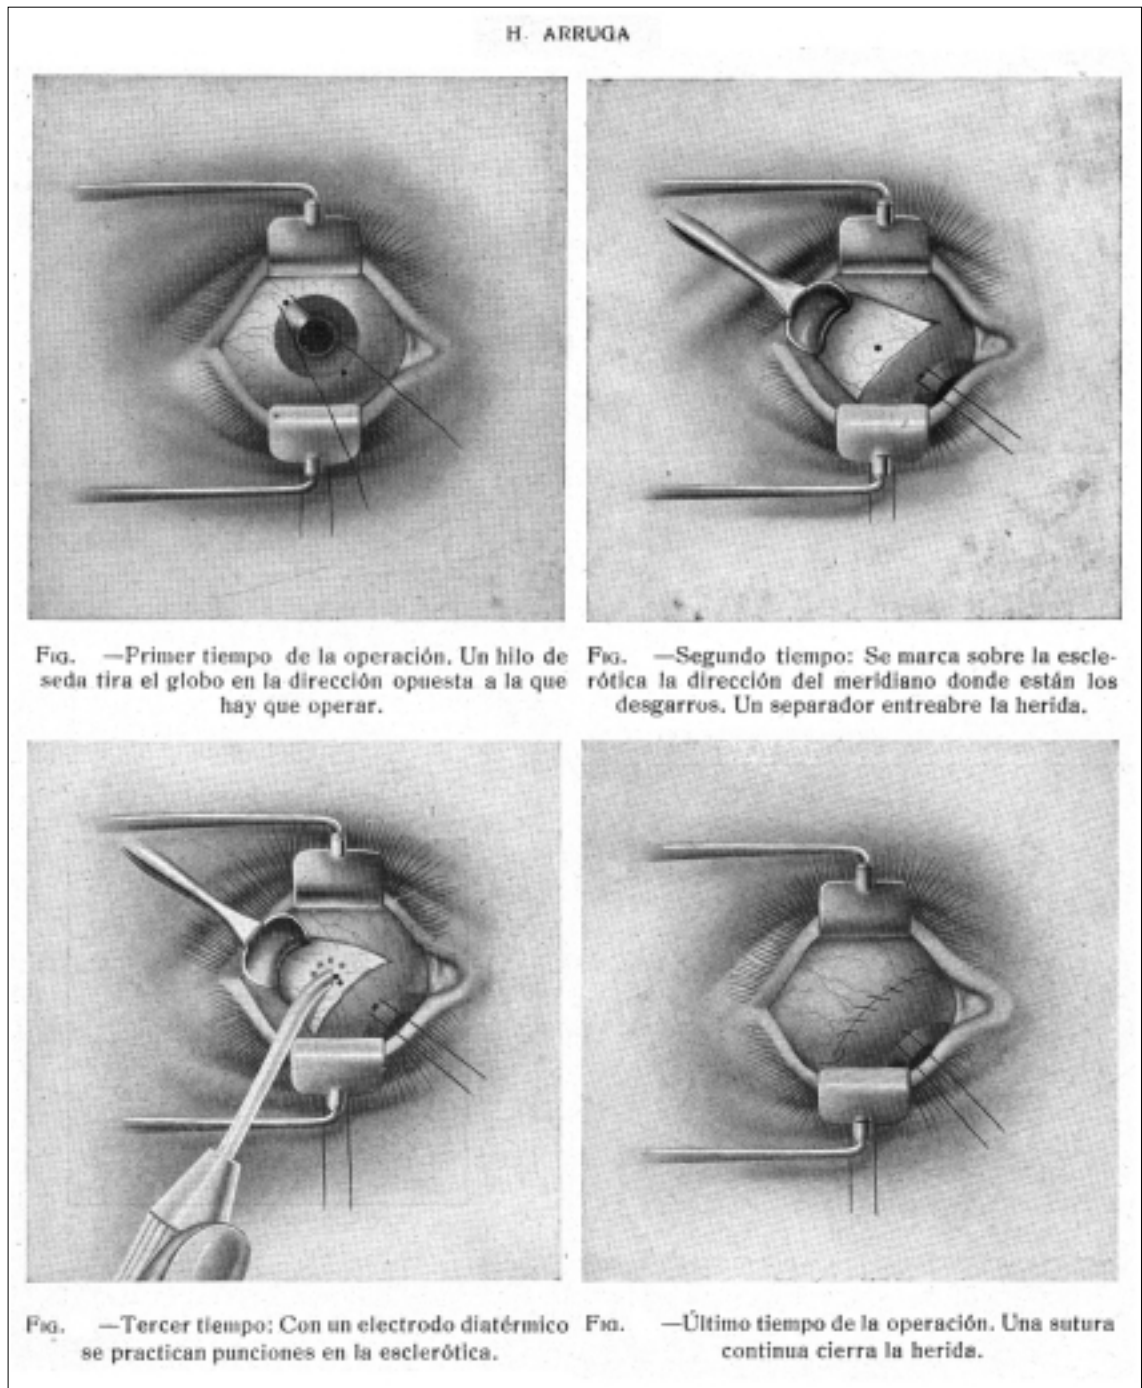 H. ARRUGA
FIG. —Primer tiempo de la operación. Un hilo de
seda tira el globo en la dirección opuesta a la que
hay que operar.
FIG. —Segundo tiempo: Se marca sobre la escle-
rótica la dirección del meridiano donde están los
desgarros. Un separador entreabre la herida.
FIG. —Tercer tiempo: Con un electrodo diatérmico
se practican punciones en la esclerótica.
FIG. —Último tiempo de la operación. Una sutura
continua cierra la herida.